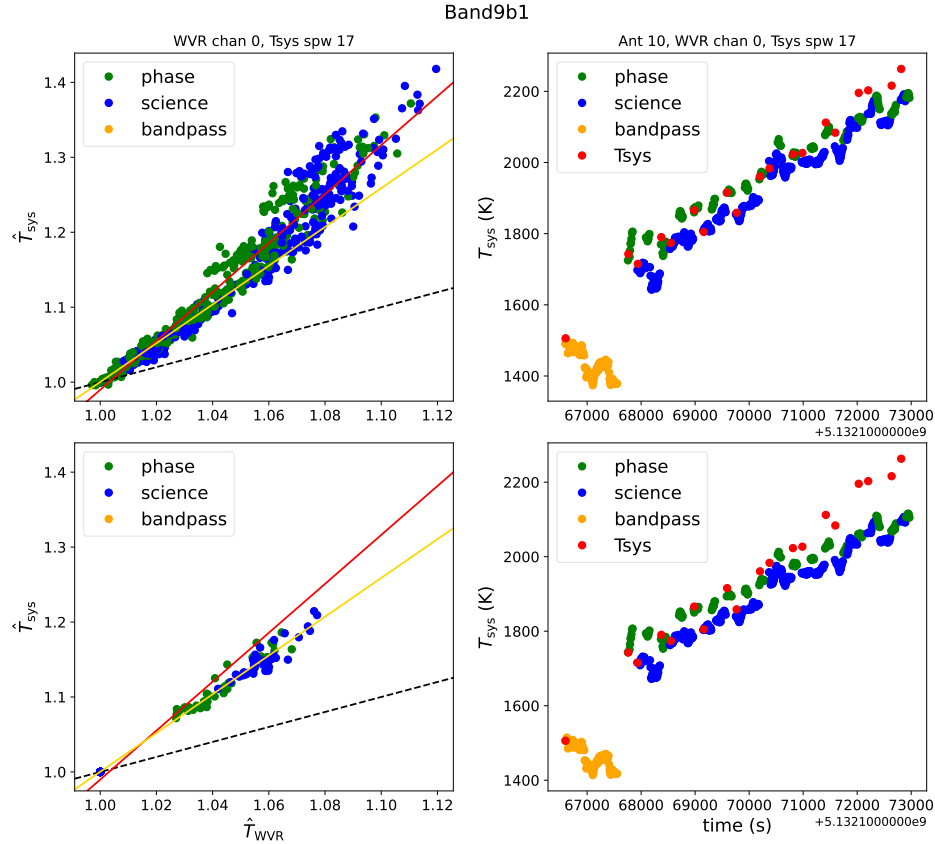 Band9b1
WVR chan 0, Tsys spw 17
phase
science
bandpass
1.4
1.3
1.2
1.1
1.0
T̂sys
1.00 1.02 1.04 1.06 1.08 1.10 1.12
Ant 10, WVR chan 0, Tsys spw 17
phase
science
bandpass
Tsys
2200
2000
1800
1600
1400
Tsys (K)
67000 68000 69000 70000 71000 72000 73000
+5.1321000000e9
phase
science
bandpass
1.4
1.3
1.2
1.1
1.0
T̂sys
1.00 1.02 1.04 1.06 1.08 1.10 1.12
T̂WVR
phase
science
bandpass
Tsys
2200
2000
1800
1600
1400
Tsys (K)
67000 68000 69000 70000 71000 72000 73000
time (s)
+5.1321000000e9